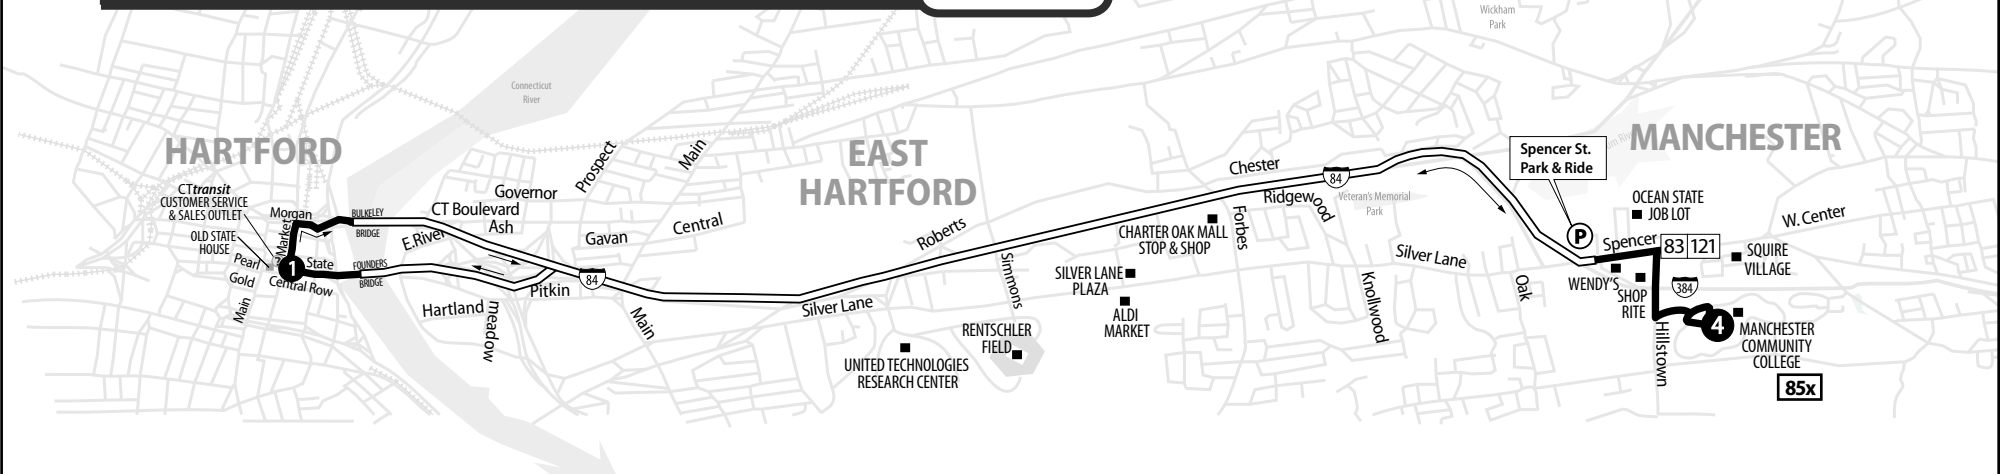 Wickham
Park
Connecticut
River
HARTFORD
EAST
HARTFORD
MANCHESTER
Spencer St.
Park & Ride
CTtransit
CUSTOMER SERVICE
& SALES OUTLET
OLD STATE
HOUSE
Pearl
Gold
Main
Morgan
Market
1
State
Central Row
BULKELEY
BRIDGE
FOUNDERS
BRIDGE
E.River
CT Boulevard
Ash
Governor
Prospect
Main
Gavan
Central
Hartland
meadow
Pitkin
84
Main
Silver Lane
Roberts
UNITED TECHNOLOGIES
RESEARCH CENTER
Simmons
RENTSCHLER
FIELD
SILVER LANE
PLAZA
ALDI
MARKET
CHARTER OAK MALL
STOP & SHOP
Forbes
Chester
Ridgewood
84
Veteran's Memorial
Park
Knollwood
Silver Lane
Oak
P
OCEAN STATE
JOB LOT
Spencer
83 121
W. Center
SQUIRE
VILLAGE
WENDY'S
SHOP
RITE
384
Hillstown
4
MANCHESTER
COMMUNITY
COLLEGE
85x